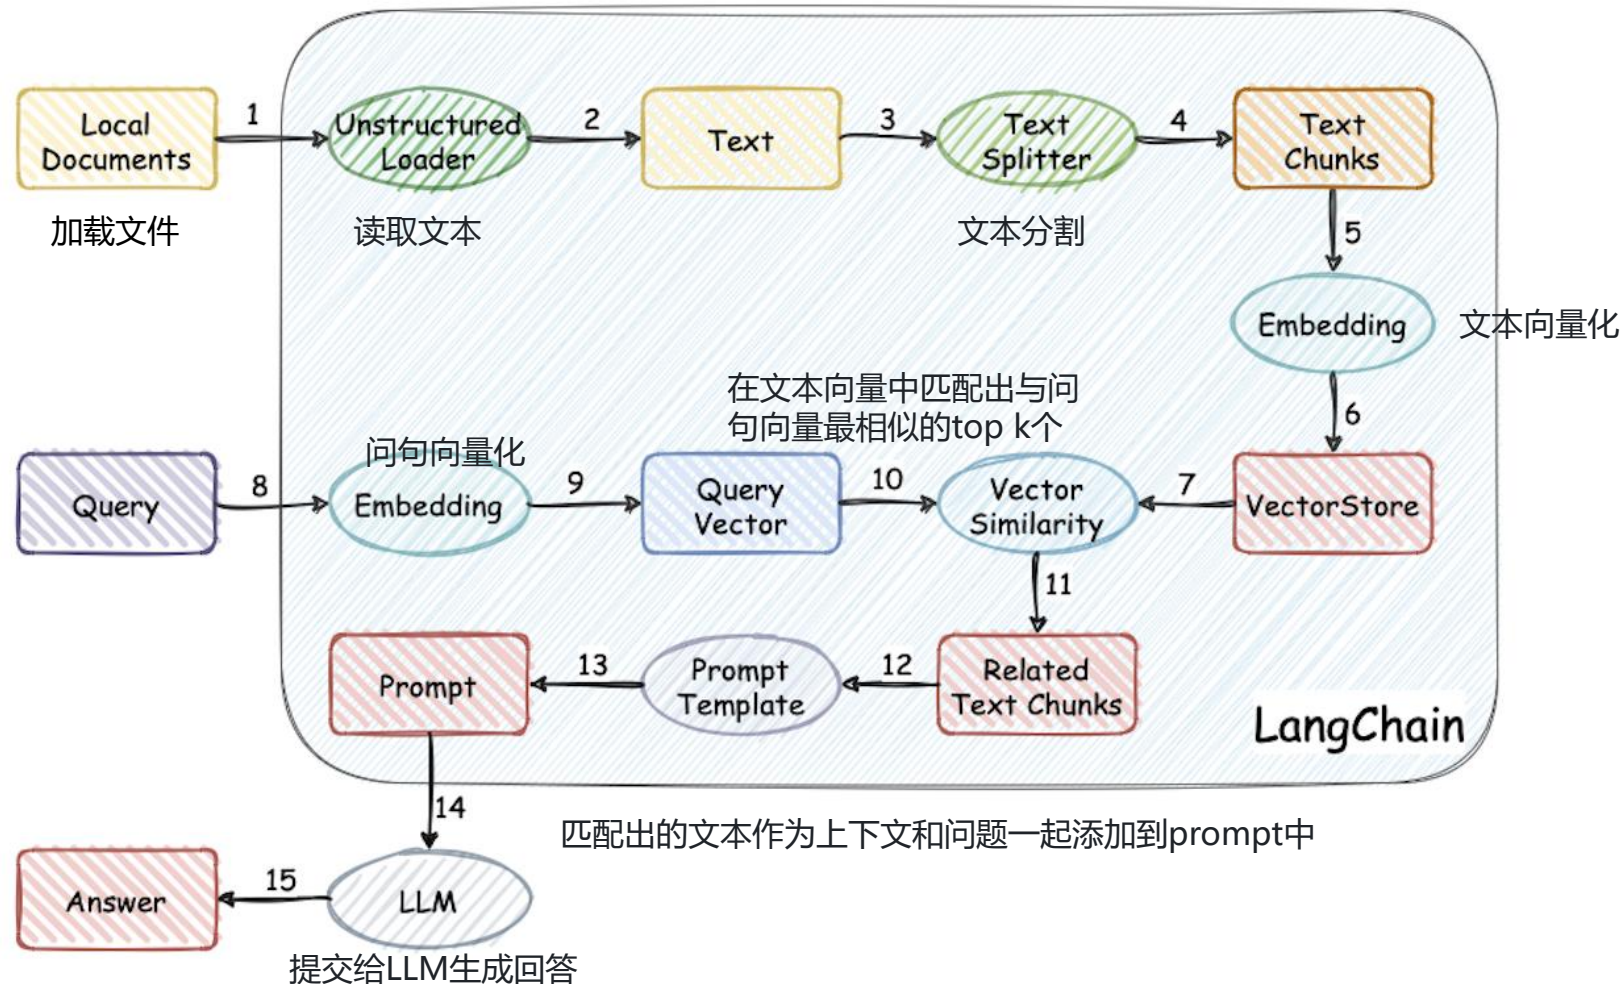 1
2
3
4
Local
Documents
Unstructured
Loader
Text
Text
Splitter
Text
Chunks
加载文件
读取文本
文本分割
5
Embedding
文本向量化
6
在文本向量中匹配出与问
句向量最相似的top k个
问句向量化
8
9
10
7
Query
Embedding
Query
Vector
Vector
Similarity
VectorStore
11
13
12
Prompt
Prompt
Template
Related
Text Chunks
LangChain
14
匹配出的文本作为上下文和问题一起添加到prompt中
15
Answer
LLM
提交给LLM生成回答